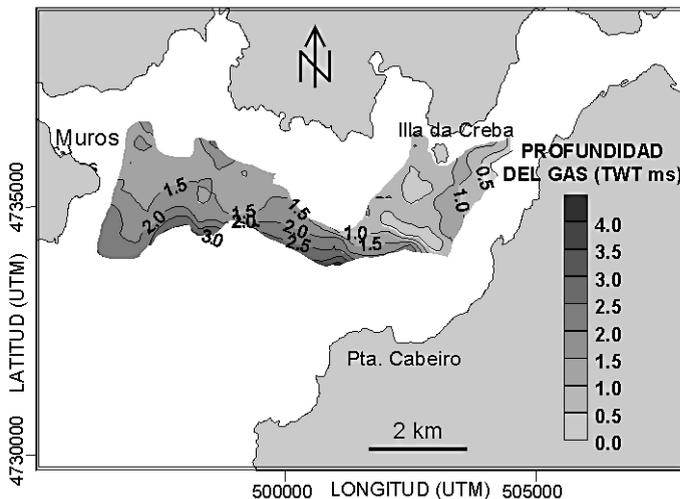 N
Muros
Illa da Creba
PROFUNDIDAD
DEL GAS (TWT ms)
0.5
1.0
1.5
2.0
3.0
1.5
2.0
1.5
2.0
2.5
1.0
1.5
4.0
3.5
3.0
2.5
2.0
1.5
1.0
0.5
0.0
Pta. Cabeiro
2 km
LATITUD (UTM)
4735000
4730000
500000
505000
LONGITUD (UTM)